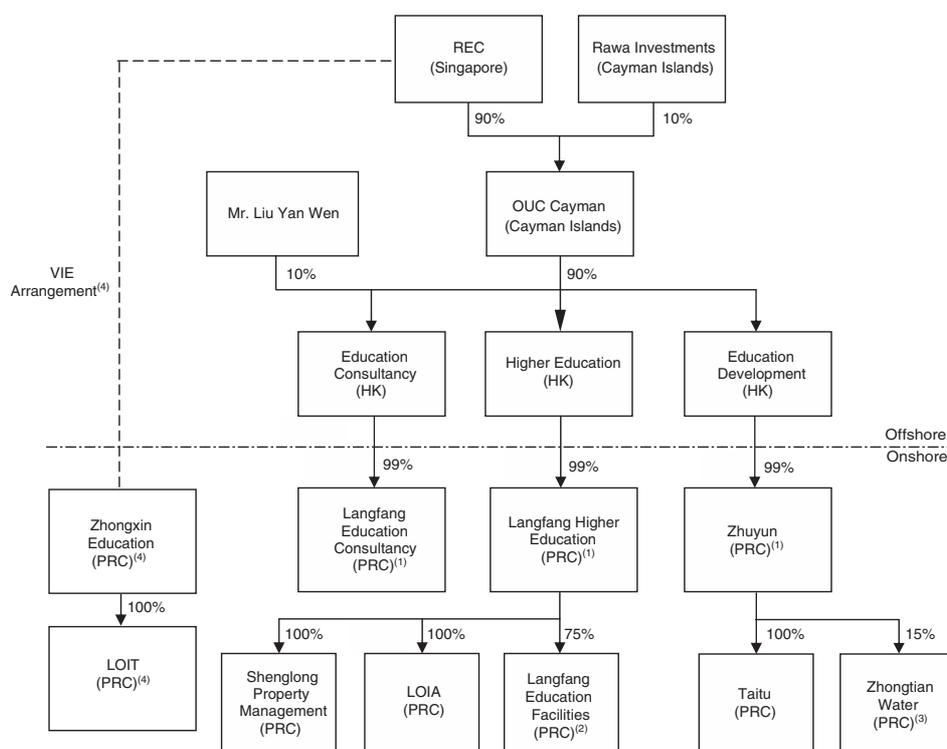 REC
(Singapore)
Rawa Investments
(Cayman Islands)
90%
10%
Mr. Liu Yan Wen
OUC Cayman
(Cayman Islands)
10%
90%
VIE
Arrangement(4)
Education
Consultancy
(HK)
Higher Education
(HK)
Education
Development
(HK)
Offshore
Onshore
99%
99%
99%
Zhongxin
Education
(PRC)(4)
Langfang
Education
Consultancy
(PRC)(1)
Langfang Higher
Education
(PRC)(1)
Zhuyun
(PRC)(1)
100%
100%
100%
75%
100%
15%
LOIT
(PRC)(4)
Shenglong
Property
Management
(PRC)
LOIA
(PRC)
Langfang
Education
Facilities
(PRC)(2)
Taitu
(PRC)
Zhongtian
Water
(PRC)(3)